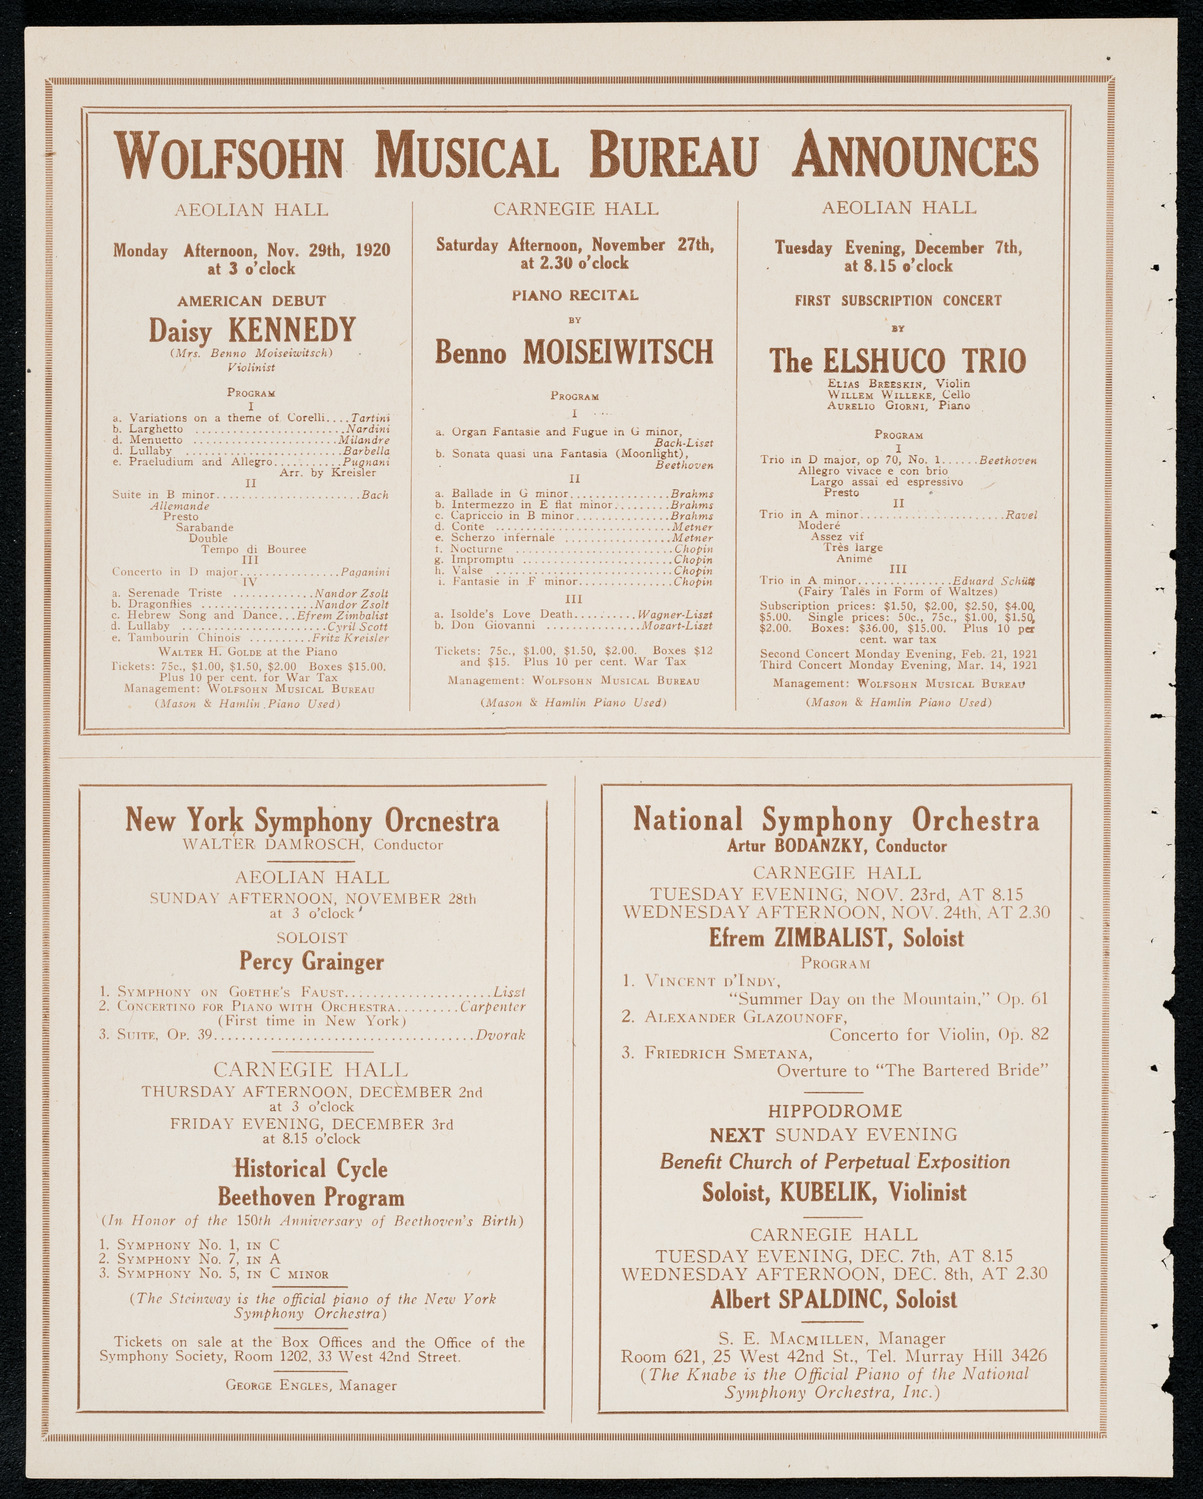 WOLFSOHN MUSICAL BUREAU ANNOUNCES
AEOLIAN HALL
Monday Afternoon, Nov. 29th, 1920
at 3 o'clock
AMERICAN DEBUT
Daisy KENNEDY
(Mrs. Benno Moiseiwitsch)
Violinist
PROGRAM
I
a. Variations on a theme of Corelli....Tartini
b. Larghetto .......................Nardini
d. Menuetto ......................Milandre
d. Lullaby .........................Barbella
e. Praeludium and Allegro..........Pugnani
Arr. by Kreisler
II
Suite in B minor......................Bach
Allemande
Presto
Sarabande
Double
Tempo di Bouree
III
Concerto in D major...............Paganini
IV
a. Serenade Triste ............Nandor Zsolt
b. Dragonflies .................Nandor Zsolt
c. Hebrew Song and Dance...Efrem Zimbalist
d. Lullaby ......................Cyril Scott
e. Tambourin Chinois ..........Fritz Kreisler
WALTER H. GOLDE at the Piano
Tickets: 75c., $1.00, $1.50, $2.00 Boxes $15.00.
Plus 10 per cent. for War Tax
Management: WOLFSOHN MUSICAL BUREAU
(Mason & Hamlin Piano Used)
CARNEGIE HALL
Saturday Afternoon, November 27th,
at 2.30 o'clock
PIANO RECITAL
BY
Benno MOISEIWITSCH
PROGRAM
I
a. Organ Fantasie and Fugue in G minor,
Bach-Liszt
b. Sonata quasi una Fantasia (Moonlight),
Beethoven
II
a. Ballade in G minor...............Brahms
b. Intermezzo in E flat minor.........Brahms
c. Capriccio in B minor..............Brahms
d. Conte ..........................Metner
e. Scherzo infernale ................Metner
f. Nocturne .......................Chopin
g. Impromptu ......................Chopin
h. Valse ..........................Chopin
i. Fantasie in F minor..............Chopin
III
a. Isolde's Love Death.........Wagner-Liszt
b. Don Giovanni ..............Mozart-Liszt
Tickets: 75c., $1.00, $1.50, $2.00. Boxes $12
and $15. Plus 10 per cent. War Tax
Management: WOLFSOHN MUSICAL BUREAU
(Mason & Hamlin Piano Used)
AEOLIAN HALL
Tuesday Evening, December 7th,
at 8.15 o'clock
FIRST SUBSCRIPTION CONCERT
BY
The ELSHUCO TRIO
ELIAS BREESKIN, Violin
WILLEM WILLEKE, Cello
AURELIO GIORNI, Piano
PROGRAM
I
Trio in D major, op 70, No. 1......Beethoven
Allegro vivace e con brio
Largo assai ed espressivo
Presto
II
Trio in A minor......................Ravel
Moderé
Assez vif
Très large
Animé
III
Trio in A minor..............Eduard Schütt
(Fairy Tales in Form of Waltzes)
Subscription prices: $1.50, $2.00, $2.50, $4.00,
$5.00. Single prices: 50c., 75c., $1.00, $1.50,
$2.00. Boxes: $36.00, $15.00. Plus 10 per
cent. war tax
Second Concert Monday Evening, Feb. 21, 1921
Third Concert Monday Evening, Mar. 14, 1921
Management: WOLFSOHN MUSICAL BUREAU
(Mason & Hamlin Piano Used)
New York Symphony Orcnestra
WALTER DAMROSCH, Conductor
AEOLIAN HALL
SUNDAY AFTERNOON, NOVEMBER 28th
at 3 o'clock
SOLOIST
Percy Grainger
1. SYMPHONY ON GOETHE'S FAUST....................Liszt
2. CONCERTINO FOR PIANO WITH ORCHESTRA.........Carpenter
(First time in New York)
3. SUITE, OP. 39....................................Dvorak
CARNEGIE HALL
THURSDAY AFTERNOON, DECEMBER 2nd
at 3 o'clock
FRIDAY EVENING, DECEMBER 3rd
at 8.15 o'clock
Historical Cycle
Beethoven Program
(In Honor of the 150th Anniversary of Beethoven's Birth)
1. SYMPHONY NO. 1, IN C
2. SYMPHONY NO. 7, IN A
3. SYMPHONY NO. 5, IN C MINOR
(The Steinway is the official piano of the New York
Symphony Orchestra)
Tickets on sale at the Box Offices and the Office of the
Symphony Society, Room 1202, 33 West 42nd Street.
GEORGE ENGLES, Manager
National Symphony Orchestra
Artur BODANZKY, Conductor
CARNEGIE HALL
TUESDAY EVENING, NOV. 23rd, AT 8.15
WEDNESDAY AFTERNOON, NOV. 24th, AT 2.30
Efrem ZIMBALIST, Soloist
PROGRAM
1. VINCENT D'INDY,
"Summer Day on the Mountain," Op. 61
2. ALEXANDER GLAZOUNOFF,
Concerto for Violin, Op. 82
3. FRIEDRICH SMETANA,
Overture to "The Bartered Bride"
HIPPODROME
NEXT SUNDAY EVENING
Benefit Church of Perpetual Exposition
Soloist, KUBELIK, Violinist
CARNEGIE HALL
TUESDAY EVENING, DEC. 7th, AT 8.15
WEDNESDAY AFTERNOON, DEC. 8th, AT 2.30
Albert SPALDINC, Soloist
S. E. MACMILLEN, Manager
Room 621, 25 West 42nd St., Tel. Murray Hill 3426
(The Knabe is the Official Piano of the National
Symphony Orchestra, Inc.)